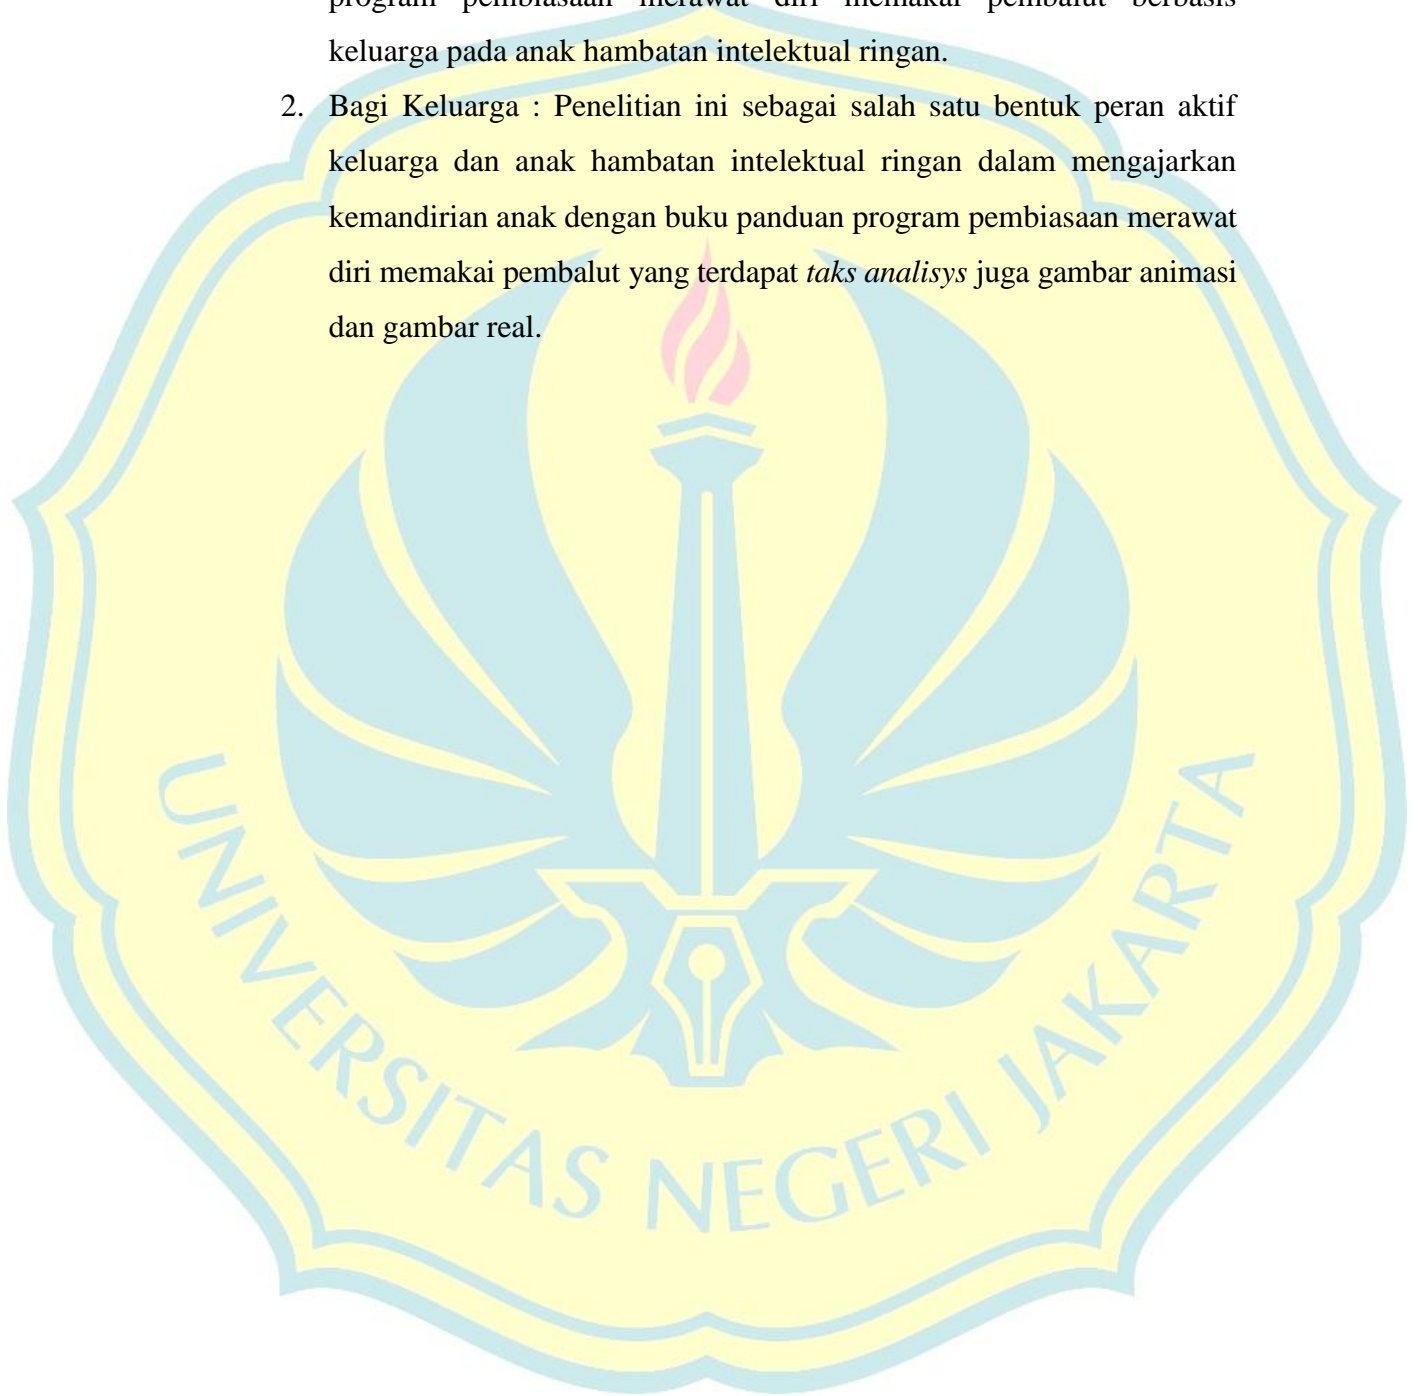 program pembiasaan merawat diri memakai pembalut berbasis
keluarga pada anak hambatan intelektual ringan.
2. Bagi Keluarga : Penelitian ini sebagai salah satu bentuk peran aktif
keluarga dan anak hambatan intelektual ringan dalam mengajarkan
kemandirian anak dengan buku panduan program pembiasaan merawat
diri memakai pembalut yang terdapat taks analisys juga gambar animasi
dan gambar real.
UNIVERSITAS NEGERI JAKARTA